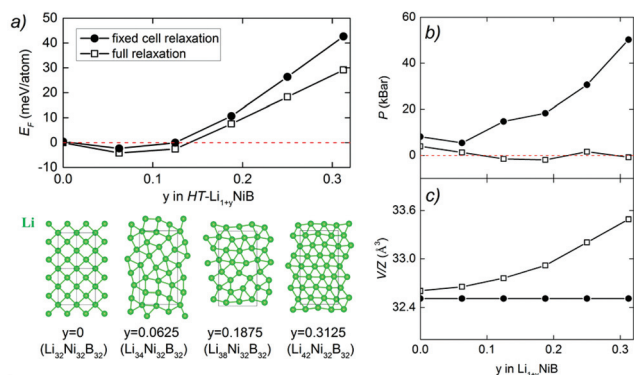 a)
fixed cell relaxation
full relaxation
E_F (meV/atom)
50
40
30
20
10
0
-10
0.0 0.1 0.2 0.3
y in HT-Li₁₊yNiB
Li
y=0 y=0.0625 y=0.1875 y=0.3125
(Li₃₂Ni₃₂B₃₂) (Li₃₄Ni₃₂B₃₂) (Li₃₈Ni₃₂B₃₂) (Li₄₂Ni₃₂B₃₂)
b)
P (kBar)
60
40
20
0
c)
V/Z (Å³)
33.6
33.0
32.4
0.0 0.1 0.2 0.3
y in Li₁₊yNiB